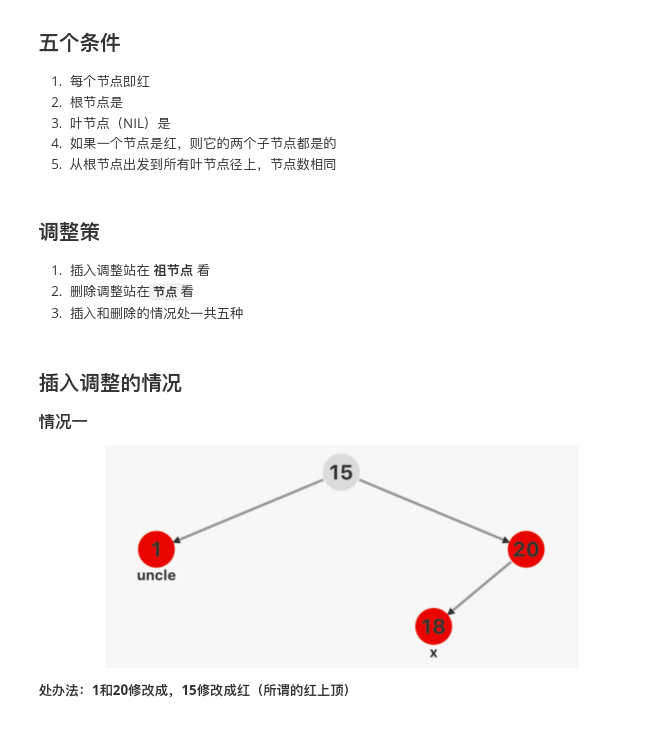 五个条件
1. 每个节点即红
2. 根节点是
3. 叶节点（NIL）是
4. 如果一个节点是红，则它的两个子节点都是的
5. 从根节点出发到所有叶节点径上，节点数相同
调整策
1. 插入调整站在 祖节点 看
2. 删除调整站在 节点 看
3. 插入和删除的情况处一共五种
插入调整的情况
情况一
15
1
20
uncle
18
x
处办法：1和20修改成，15修改成红（所谓的红上顶）